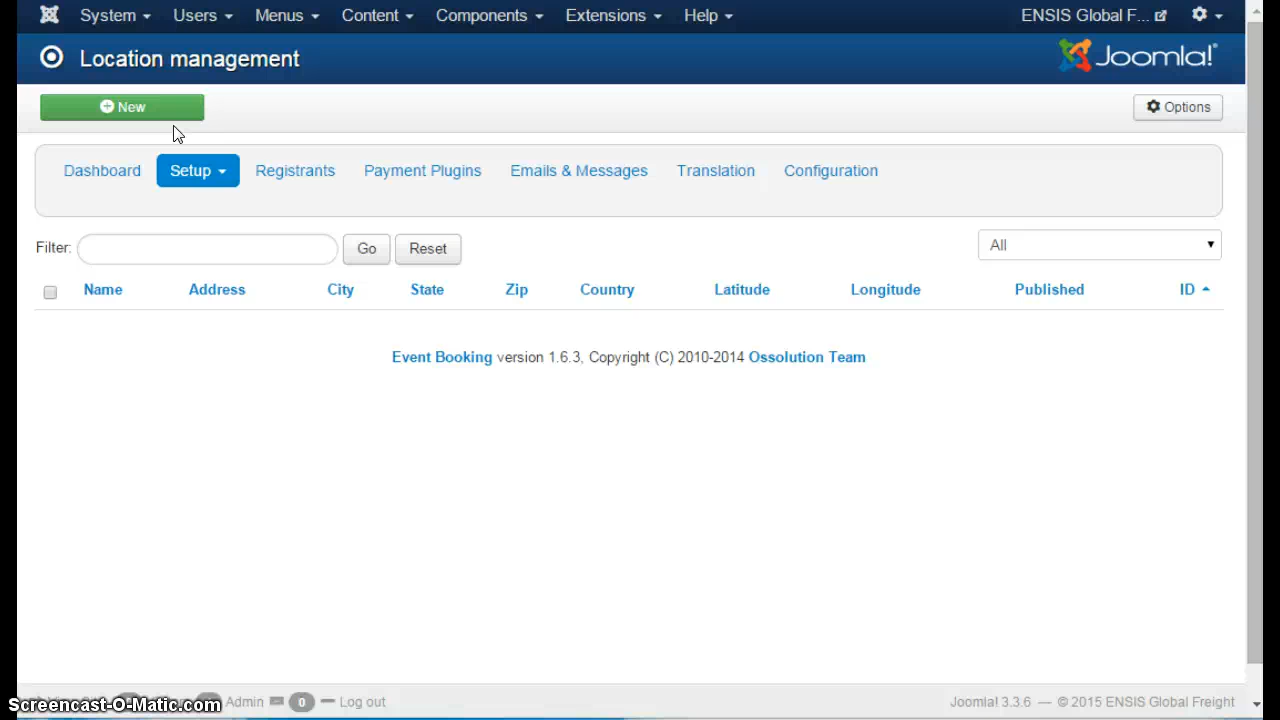 System Users Menus Content Components Extensions Help ENSIS Global F...
Location management Joomla!
New Options
Dashboard Setup Registrants Payment Plugins Emails & Messages Translation Configuration
Filter: Go Reset All
Name Address City State Zip Country Latitude Longitude Published ID
Event Booking version 1.6.3, Copyright (C) 2010-2014 Ossolution Team
Admin 0 Log out Joomla! 3.3.6 — © 2015 ENSIS Global Freight
Screencast-O-Matic.com